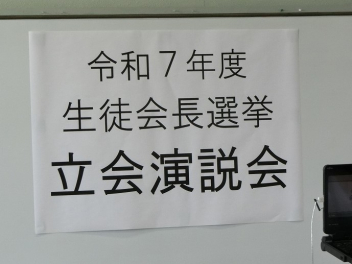 令和７年度
生徒会長選挙
立会演説会